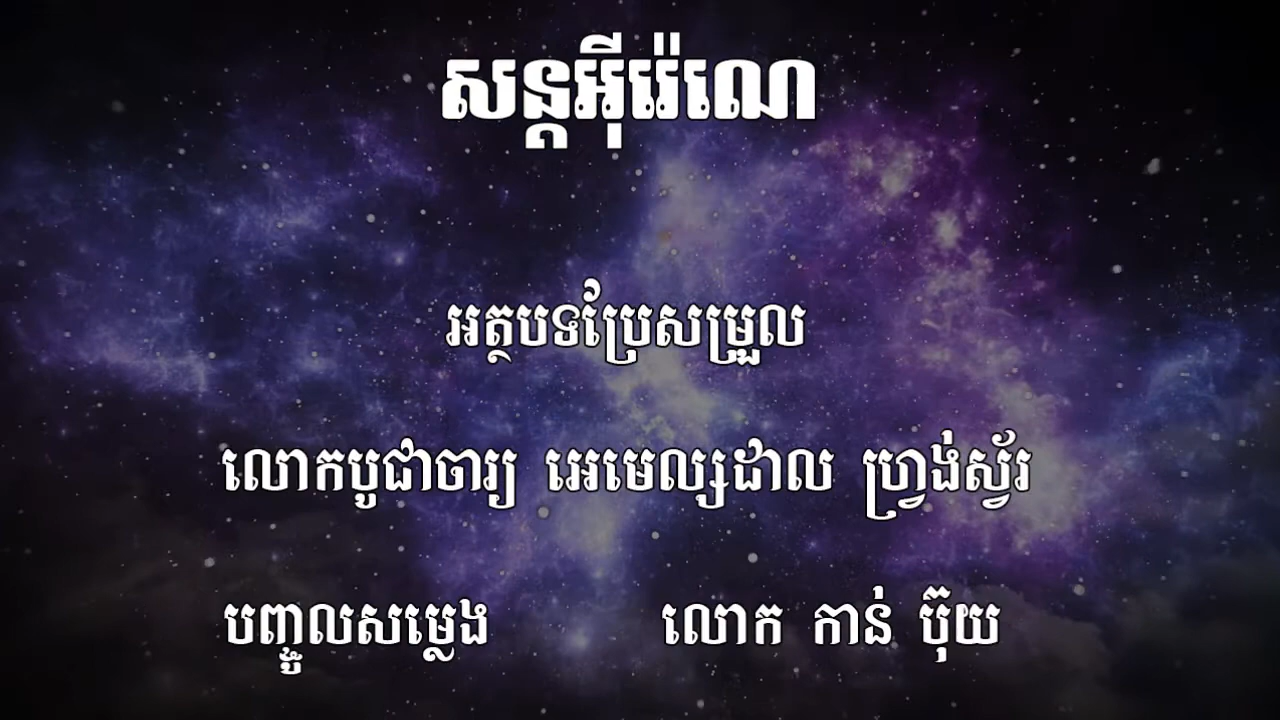 សន្តអ៊ីរ៉េណេ
អត្ថបទប្រែសម្រួល
លោកបូជាចារ្យ អេមេល្សដាល ហ្វ្រង់ស្វ័រ
បញ្ចូលសម្លេង លោក កាន់ ប៊ុយ